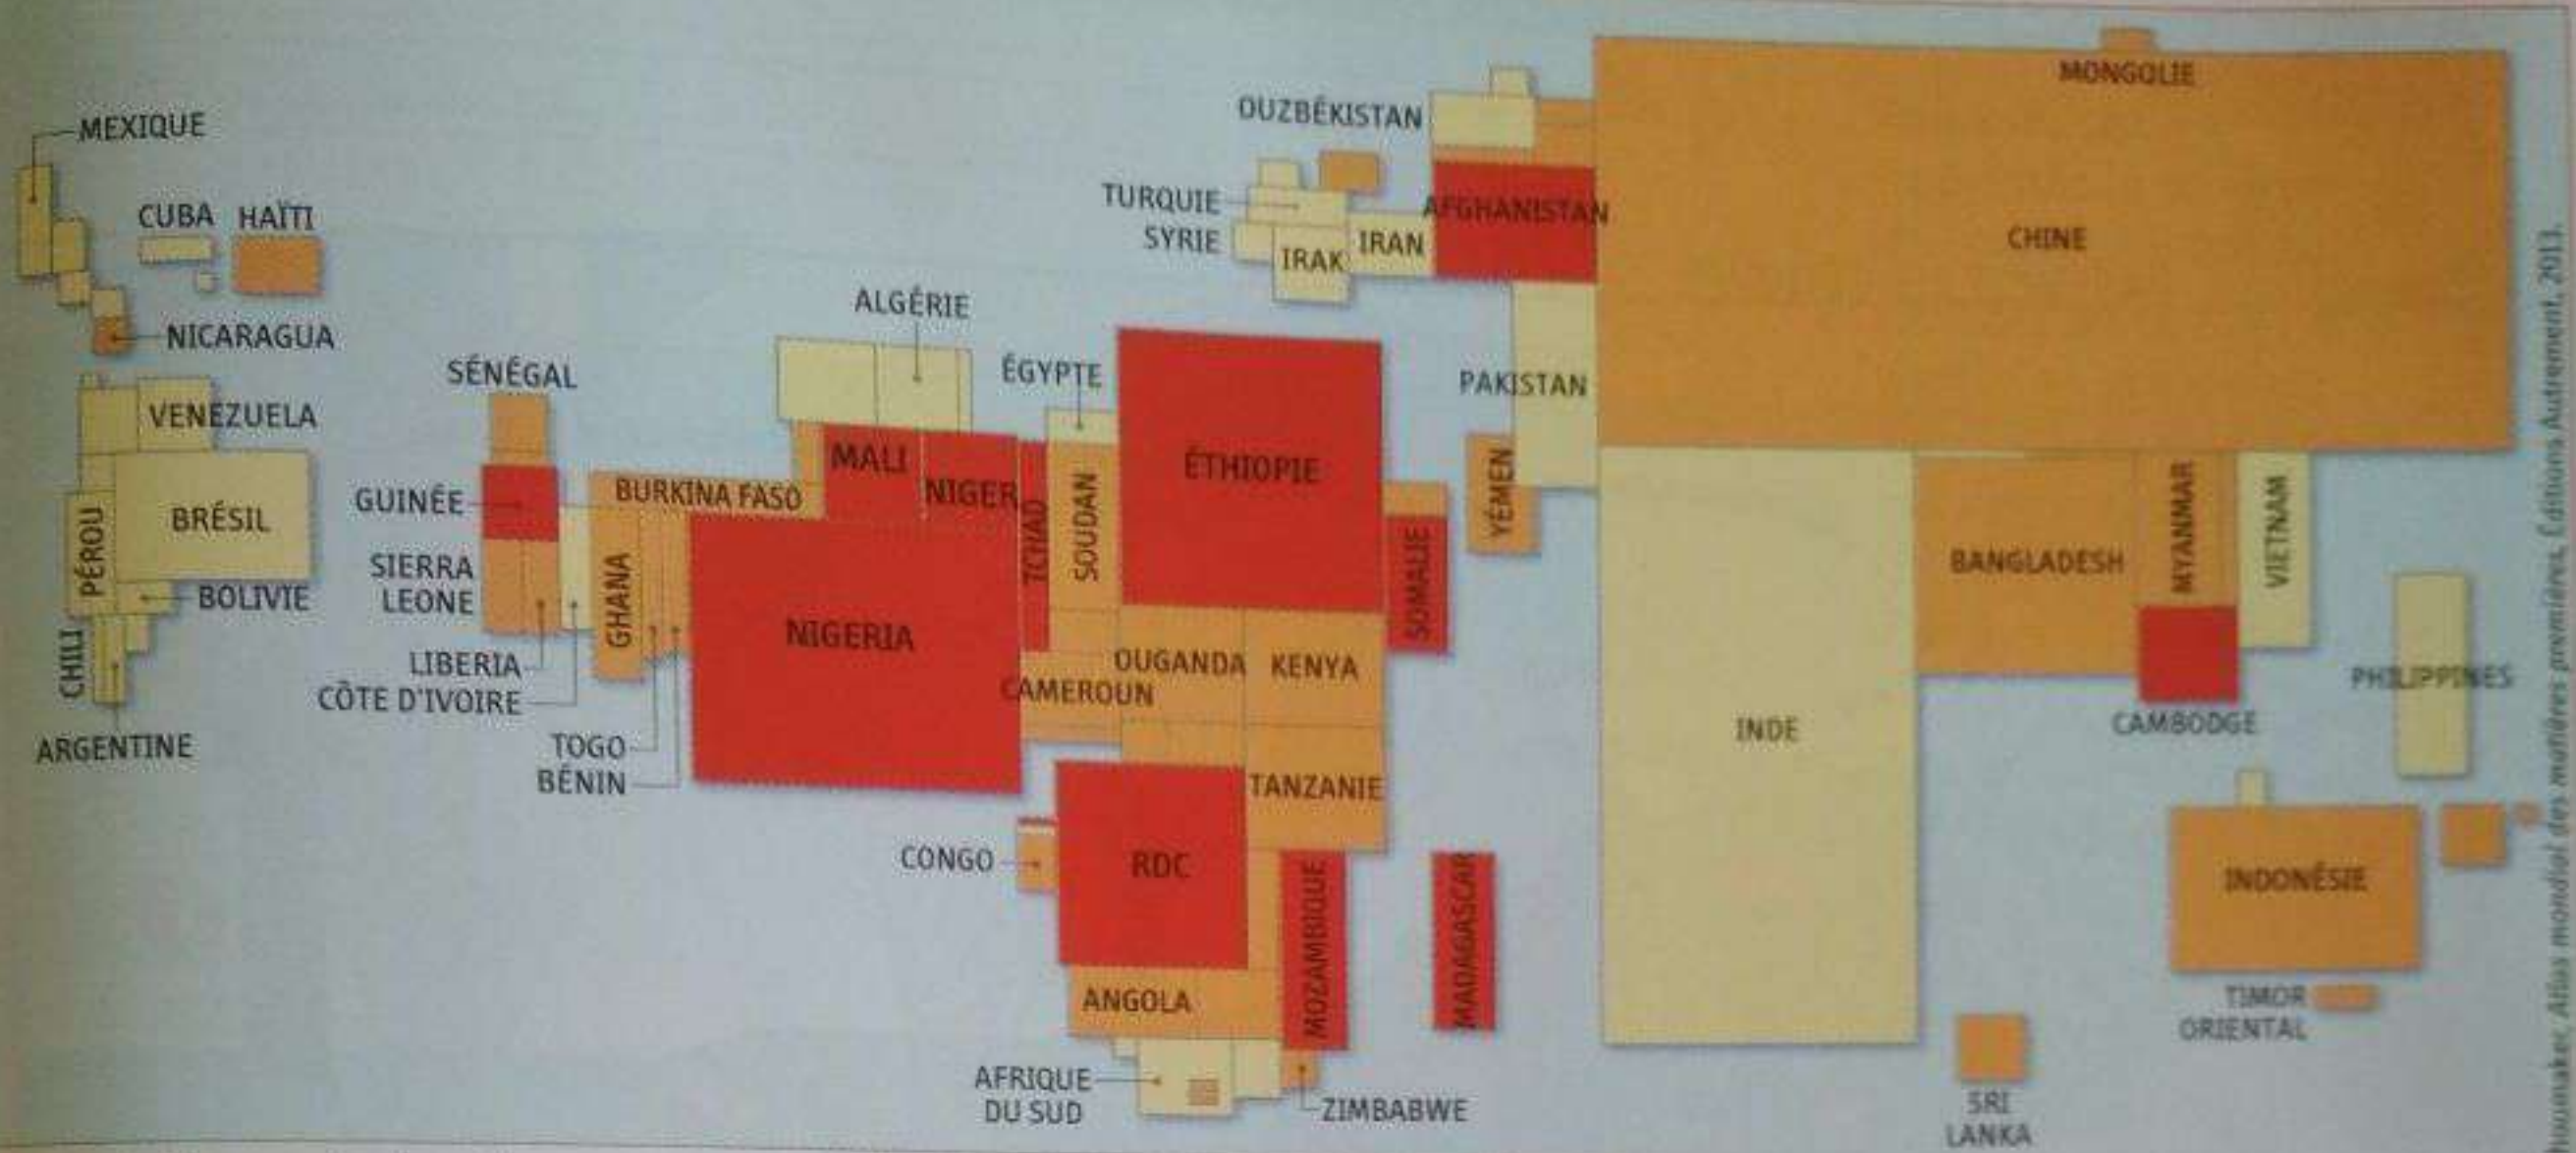 MEXIQUE
CUBA
HAÏTI
NICARAGUA
VENEZUELA
BRÉSIL
PÉROU
BOLIVIE
CHILI
ARGENTINE
SÉNÉGAL
GUINÉE
SIERRA
LEONE
LIBERIA
CÔTE D'IVOIRE
GHANA
TOGO
BÉNIN
BURKINA FASO
ALGÉRIE
MALI
NIGER
NIGERIA
TCHAD
ÉGYPTE
SOUDAN
ÉTHIOPIE
SOMALIE
OUGANDA
KENYA
CAMEROUN
TANZANIE
CONGO
RDC
ANGOLA
MOZAMBIQUE
MADAGASCAR
AFRIQUE
DU SUD
ZIMBABWE
OUZBÉKISTAN
TURQUIE
SYRIE
IRAK
IRAN
AFGHANISTAN
PAKISTAN
YÉMEN
MONGOLIE
CHINE
INDE
BANGLADESH
MYANMAR
VIETNAM
CAMBODGE
PHILIPPINES
INDONÉSIE
TIMOR
ORIENTAL
SRI
LANKA
Atlas mondial des matières premières, Éditions Autrement, 2013.